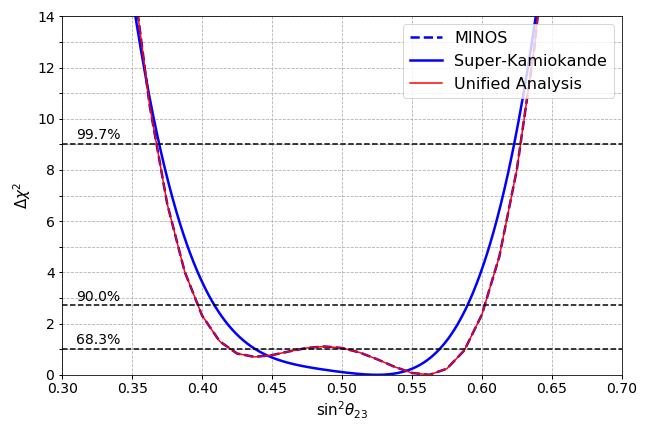 14
12
10
8
6
4
2
0
Δχ²
MINOS
Super-Kamiokande
Unified Analysis
99.7%
90.0%
68.3%
0.30 0.35 0.40 0.45 0.50 0.55 0.60 0.65 0.70
sin²θ₂₃